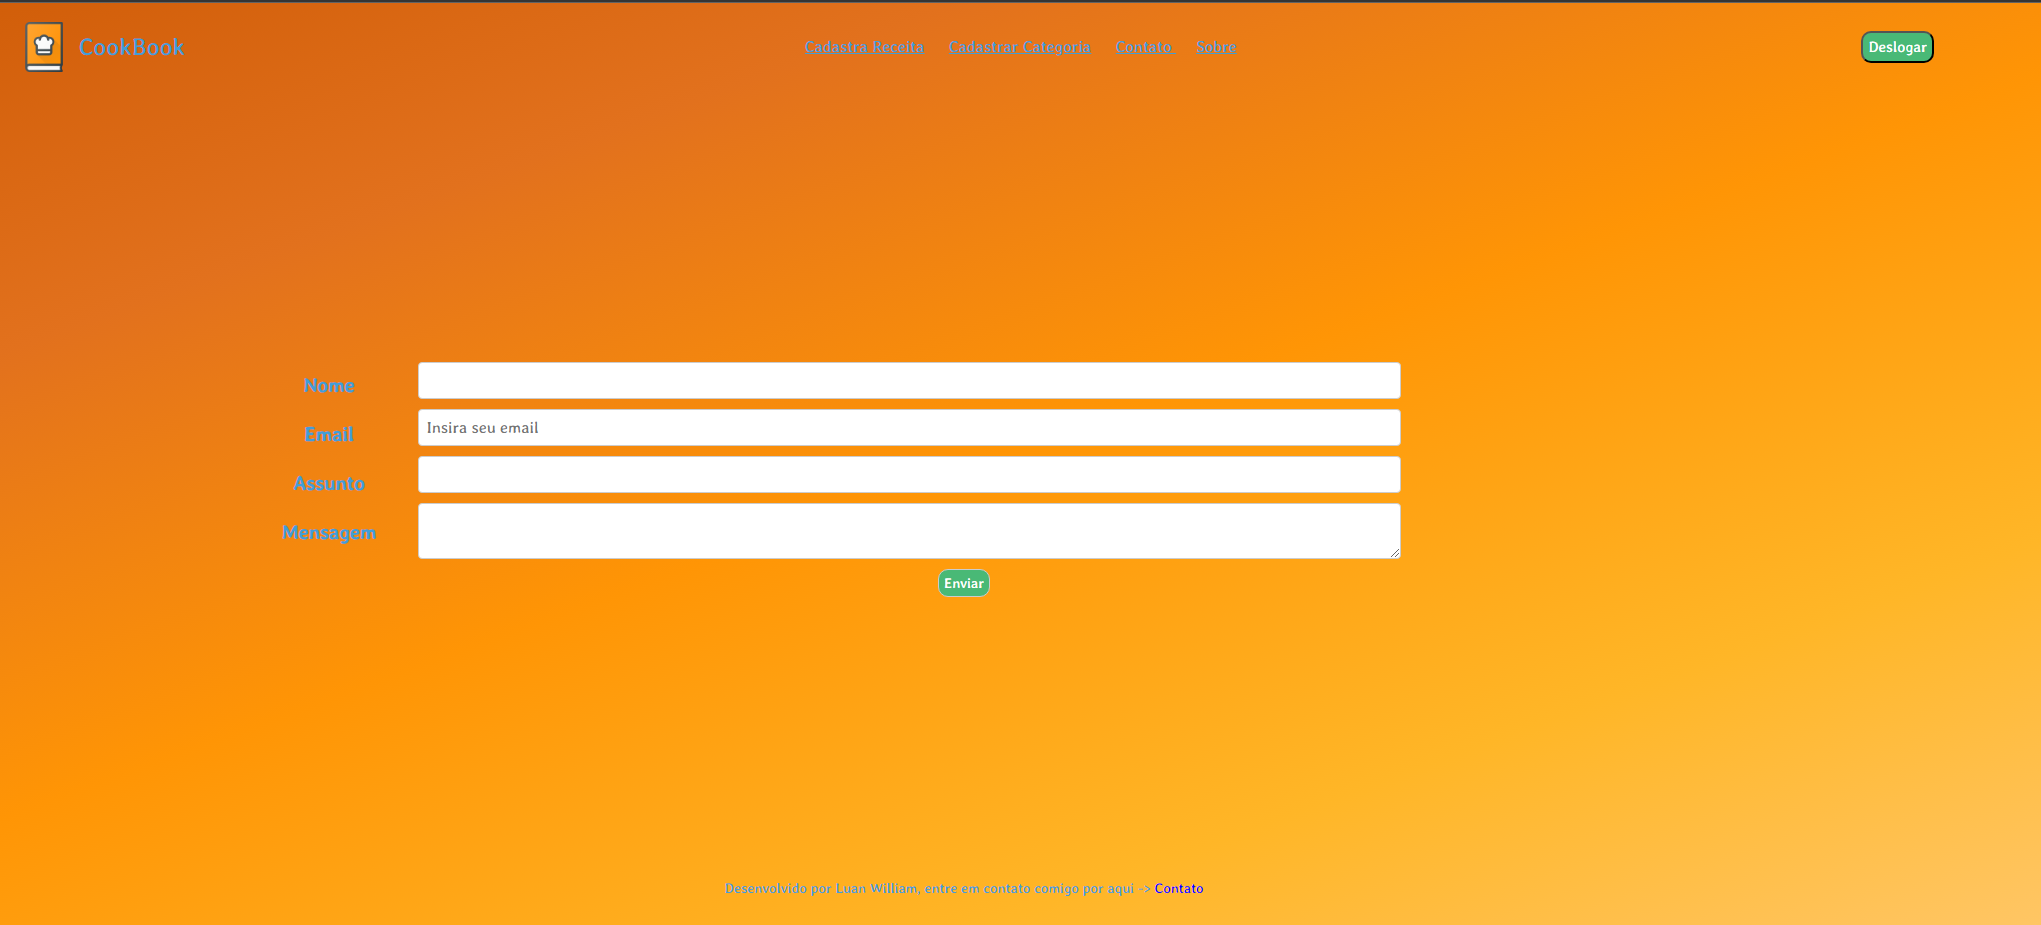 CookBook
Cadastra Receita Cadastrar Categoria Contato Sobre
Deslogar
Nome
Email
Insira seu email
Assunto
Mensagem
Enviar
Desenvolvido por Luan William, entre em contato comigo por aqui -> Contato